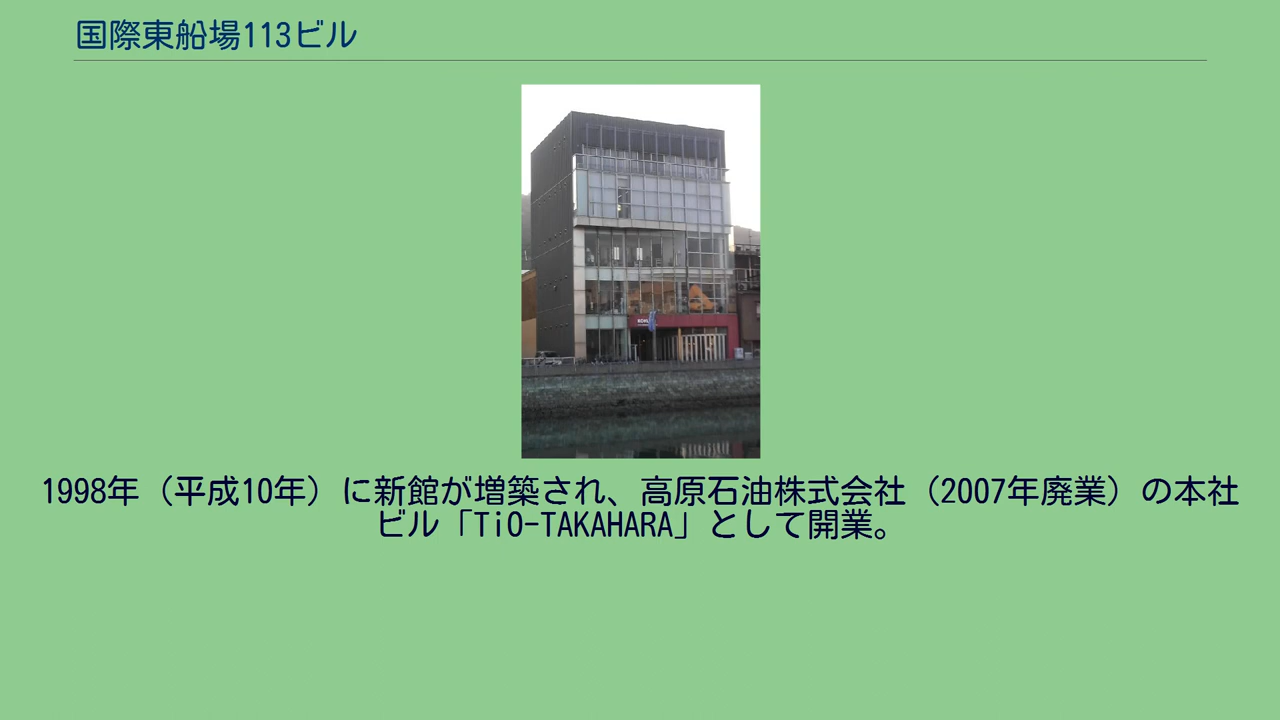 国際東船場113ビル
1998年（平成10年）に新館が増築され、高原石油株式会社（2007年廃業）の本社
ビル「TiO-TAKAHARA」として開業。